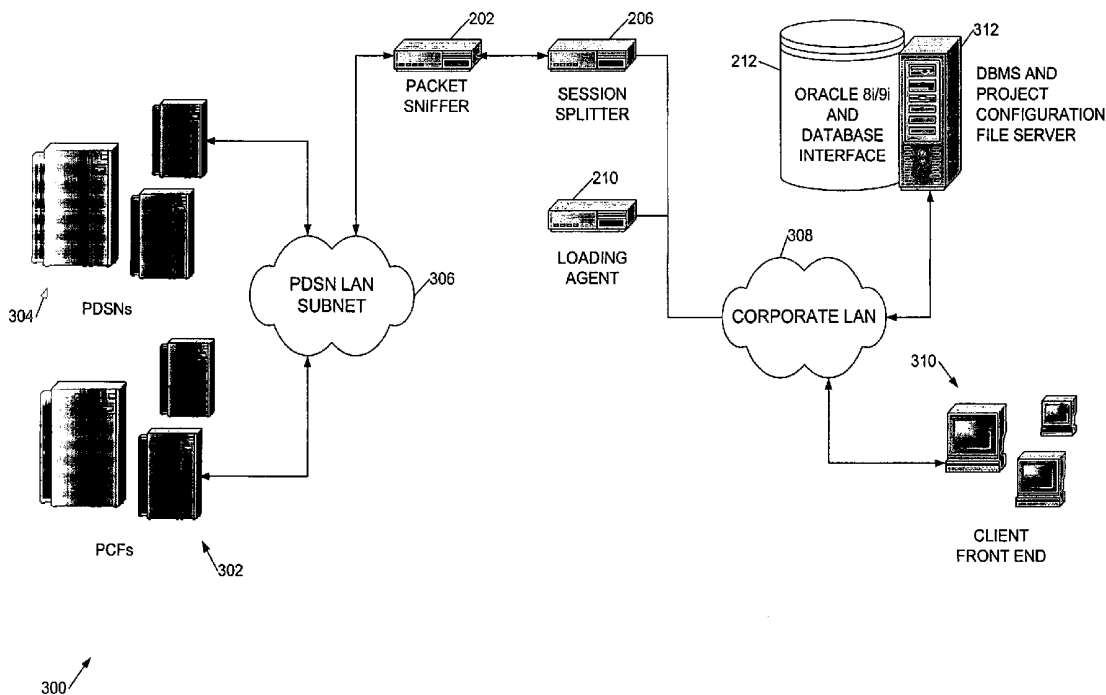 202
206
312
PACKET
SNIFFER
SESSION
SPLITTER
212
ORACLE 8i/9i
AND
DATABASE
INTERFACE
DBMS AND
PROJECT
CONFIGURATION
FILE SERVER
210
LOADING
AGENT
304
PDSNs
PDSN LAN
SUBNET
306
308
CORPORATE LAN
310
PCFs
302
CLIENT
FRONT END
300